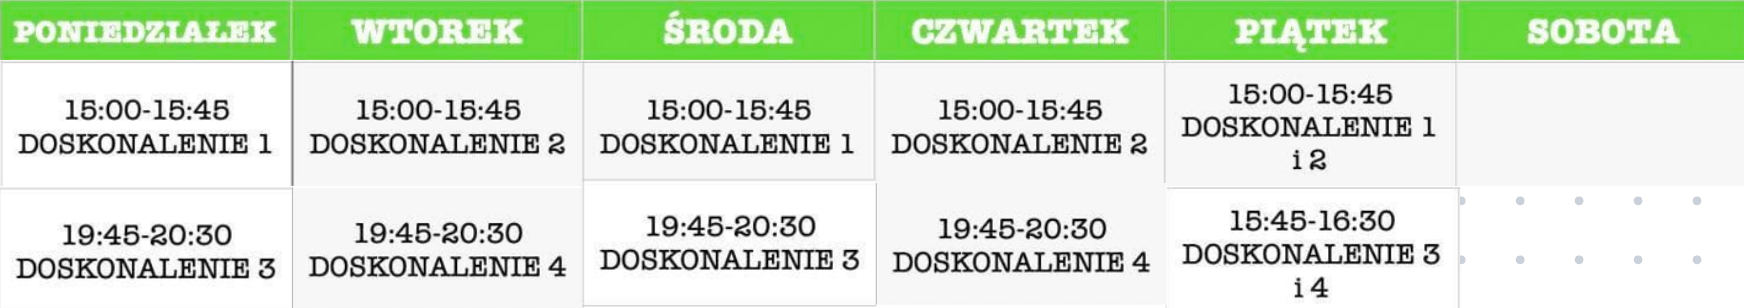 PONIEDZIAŁEK WTOREK ŚRODA CZWARTEK PIĄTEK SOBOTA
15:00-15:45
DOSKONALENIE 1
15:00-15:45
DOSKONALENIE 2
15:00-15:45
DOSKONALENIE 1
15:00-15:45
DOSKONALENIE 2
15:00-15:45
DOSKONALENIE 1
i 2
19:45-20:30
DOSKONALENIE 3
19:45-20:30
DOSKONALENIE 4
19:45-20:30
DOSKONALENIE 3
19:45-20:30
DOSKONALENIE 4
15:45-16:30
DOSKONALENIE 3
i 4